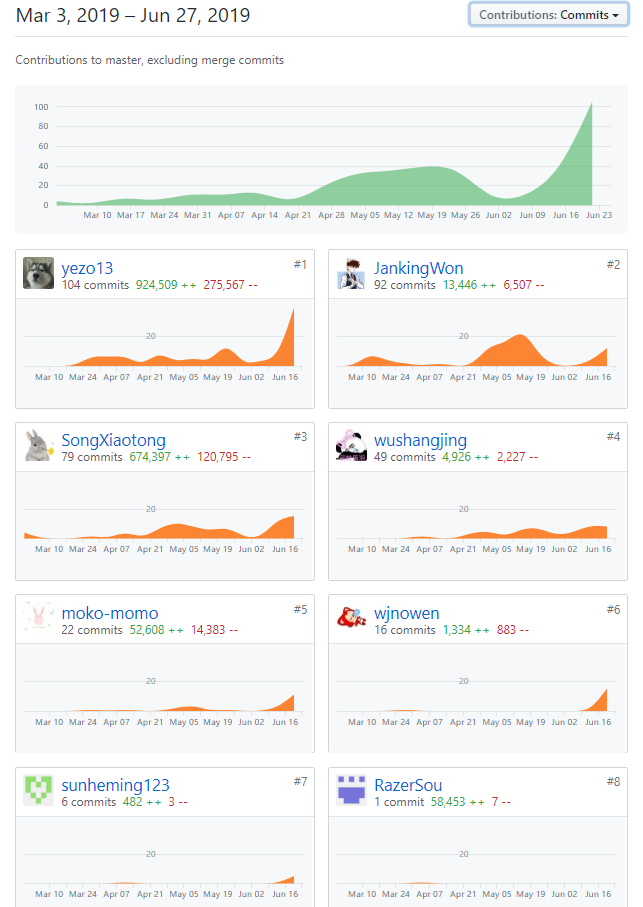 Mar 3, 2019 – Jun 27, 2019
Contributions: Commits
Contributions to master, excluding merge commits
100
80
60
40
20
0
Mar 10 Mar 17 Mar 24 Mar 31 Apr 07 Apr 14 Apr 21 Apr 28 May 05 May 12 May 19 May 26 Jun 02 Jun 09 Jun 16 Jun 23
yezo13 #1
104 commits 924,509 ++ 275,567 --
20
Mar 10 Mar 24 Apr 07 Apr 21 May 05 May 19 Jun 02 Jun 16
JankingWon #2
92 commits 13,446 ++ 6,507 --
20
Mar 10 Mar 24 Apr 07 Apr 21 May 05 May 19 Jun 02 Jun 16
SongXiaotong #3
79 commits 674,397 ++ 120,795 --
20
Mar 10 Mar 24 Apr 07 Apr 21 May 05 May 19 Jun 02 Jun 16
wushangjing #4
49 commits 4,926 ++ 2,227 --
20
Mar 10 Mar 24 Apr 07 Apr 21 May 05 May 19 Jun 02 Jun 16
moko-momo #5
22 commits 52,608 ++ 14,383 --
20
Mar 10 Mar 24 Apr 07 Apr 21 May 05 May 19 Jun 02 Jun 16
wjnowen #6
16 commits 1,334 ++ 883 --
20
Mar 10 Mar 24 Apr 07 Apr 21 May 05 May 19 Jun 02 Jun 16
sunheming123 #7
6 commits 482 ++ 3 --
20
Mar 10 Mar 24 Apr 07 Apr 21 May 05 May 19 Jun 02 Jun 16
RazerSou #8
1 commit 58,453 ++ 7 --
20
Mar 10 Mar 24 Apr 07 Apr 21 May 05 May 19 Jun 02 Jun 16